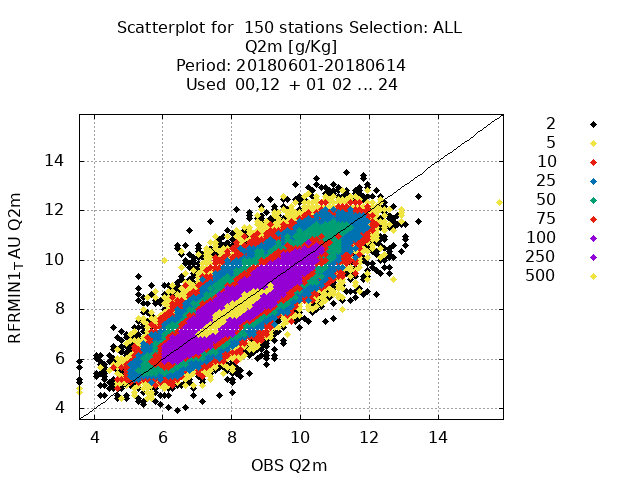 Scatterplot for  150 stations Selection: ALL
Q2m [g/Kg]
Period: 20180601-20180614
Used  00,12  + 01 02 ... 24
2
5
10
25
50
75
100
250
500
14
12
10
8
6
4
RFRMIN1-AU Q2m
4 6 8 10 12 14
OBS Q2m